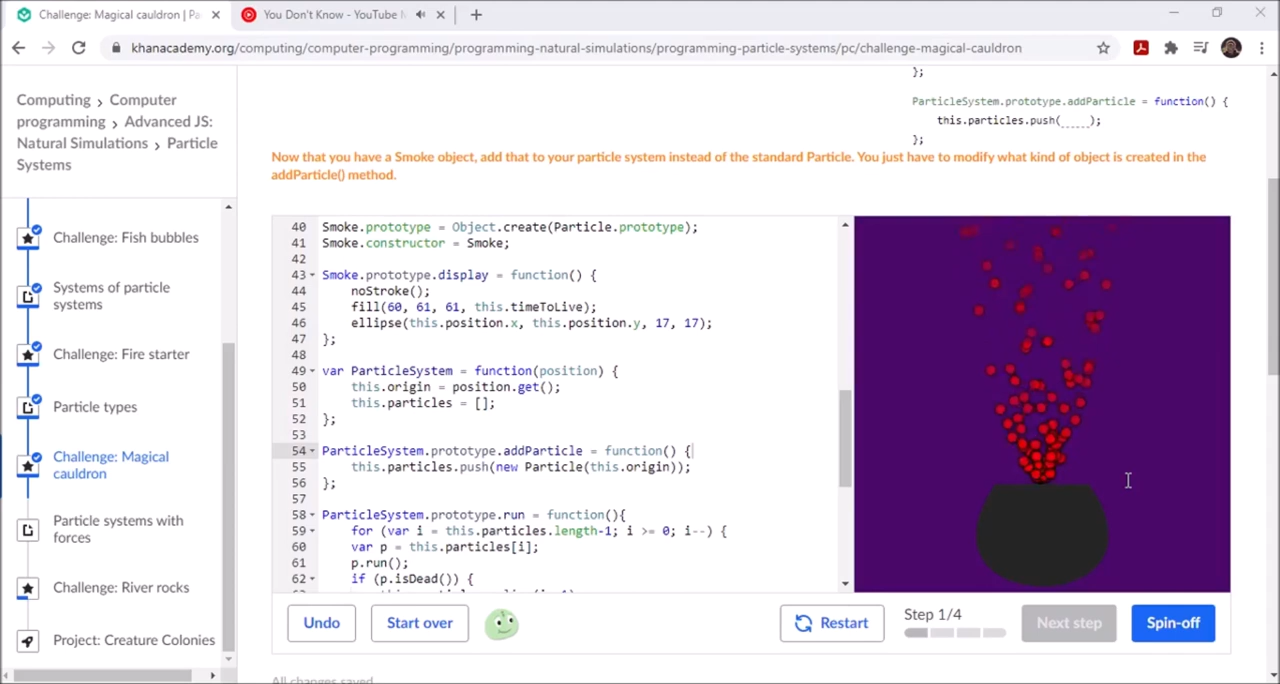 Challenge: Magical cauldron | Pa
You Don't Know - YouTube
khanacademy.org/computing/computer-programming/programming-natural-simulations/programming-particle-systems/pc/challenge-magical-cauldron
Computing > Computer
programming > Advanced JS:
Natural Simulations > Particle
Systems
Challenge: Fish bubbles
Systems of particle
systems
Challenge: Fire starter
Particle types
Challenge: Magical
cauldron
Particle systems with
forces
Challenge: River rocks
Project: Creature Colonies
};
ParticleSystem.prototype.addParticle = function() {
this.particles.push(_____);
};
Now that you have a Smoke object, add that to your particle system instead of the standard Particle. You just have to modify what kind of object is created in the
addParticle() method.
40 Smoke.prototype = Object.create(Particle.prototype);
41 Smoke.constructor = Smoke;
42
43 Smoke.prototype.display = function() {
44 noStroke();
45 fill(60, 61, 61, this.timeToLive);
46 ellipse(this.position.x, this.position.y, 17, 17);
47 };
48
49 var ParticleSystem = function(position) {
50 this.origin = position.get();
51 this.particles = [];
52 };
53
54 ParticleSystem.prototype.addParticle = function() {
55 this.particles.push(new Particle(this.origin));
56 };
57
58 ParticleSystem.prototype.run = function(){
59 for (var i = this.particles.length-1; i >= 0; i--) {
60 var p = this.particles[i];
61 p.run();
62 if (p.isDead()) {
Undo
Start over
Restart
Step 1/4
Next step
Spin-off
All changes saved